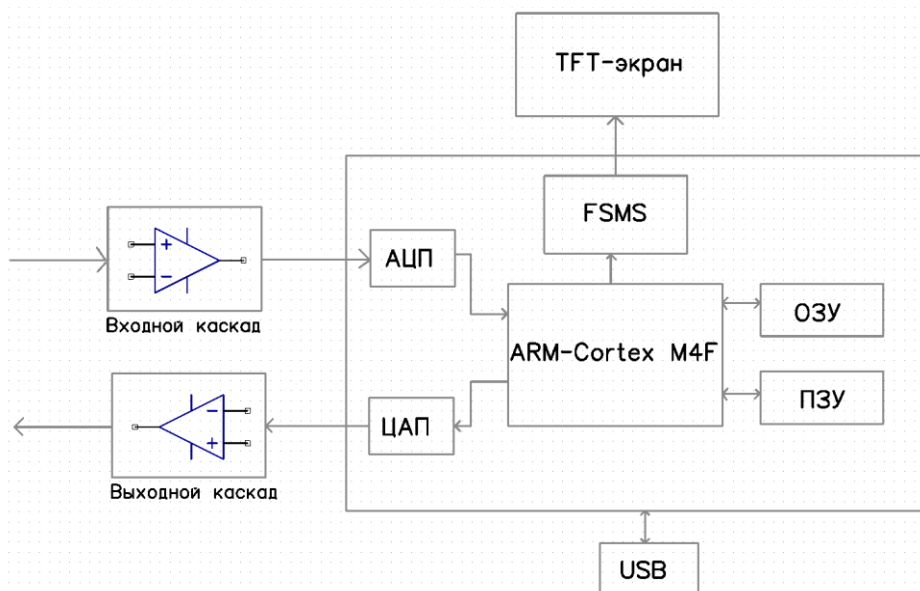 TFT-экран
FSMS
АЦП
+
-
Входной каскад
ОЗУ
ARM-Cortex M4F
ПЗУ
ЦАП
-
+
Выходной каскад
USB